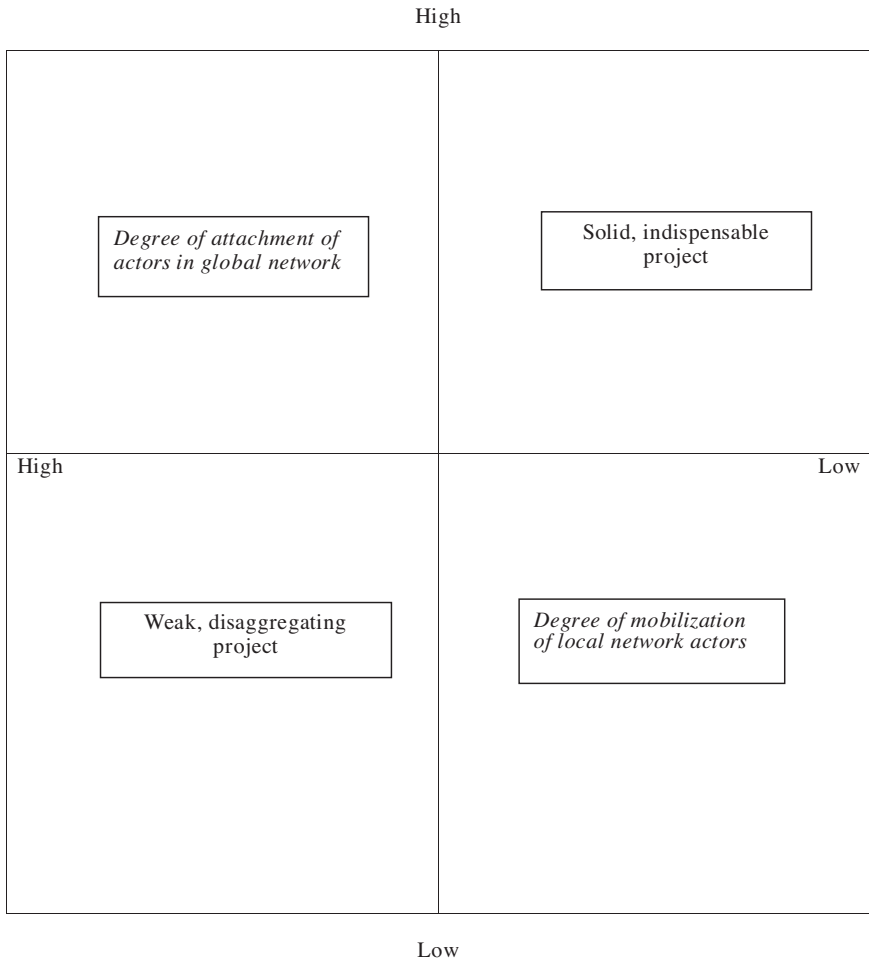 High
Degree of attachment of
actors in global network
Solid, indispensable
project
High
Low
Weak, disaggregating
project
Degree of mobilization
of local network actors
Low